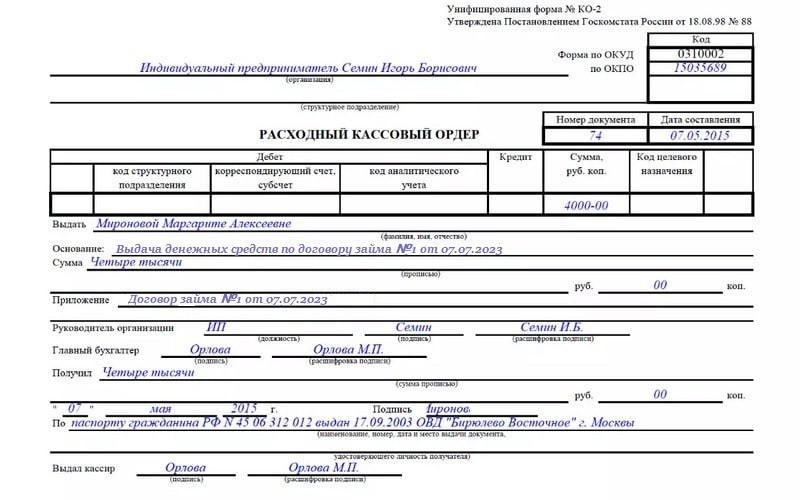 Унифицированная форма № КО-2
Утверждена Постановлением Госкомстата России от 18.08.98 № 88
Код
Форма по ОКУД 0310002
Индивидуальный предприниматель Семин Игорь Борисович по ОКПО 15035689
(организация)
(структурное подразделение)
Номер документа Дата составления
РАСХОДНЫЙ КАССОВЫЙ ОРДЕР 74 07.05.2015
Дебет Кредит Сумма, руб. коп. Код целевого назначения
код структурного подразделения корреспондирующий счет, субсчет код аналитического учета
4000-00
Выдать Мироновой Маргарите Алексеевне
(фамилия, имя, отчество)
Основание: Выдача денежных средств по договору займа №1 от 07.07.2023
Сумма Четыре тысячи
(прописью)
руб. 00 коп.
Приложение Договор займа №1 от 07.07.2023
Руководитель организации ИП Семин Семин И.Б.
(должность) (подпись) (расшифровка подписи)
Главный бухгалтер Орлова Орлова М.П.
(подпись) (расшифровка подписи)
Получил Четыре тысячи
(сумма прописью)
руб. 00 коп.
" 07 " мая 2015 г. Подпись Миронов
По паспорту гражданина РФ N 45 06 312 012 выдан 17.09.2003 ОВД "Бирюлево Восточное" г. Москвы
(наименование, номер, дата и место выдачи документа,
удостоверяющего личность получателя)
Выдал кассир Орлова Орлова М.П.
(подпись) (расшифровка подписи)